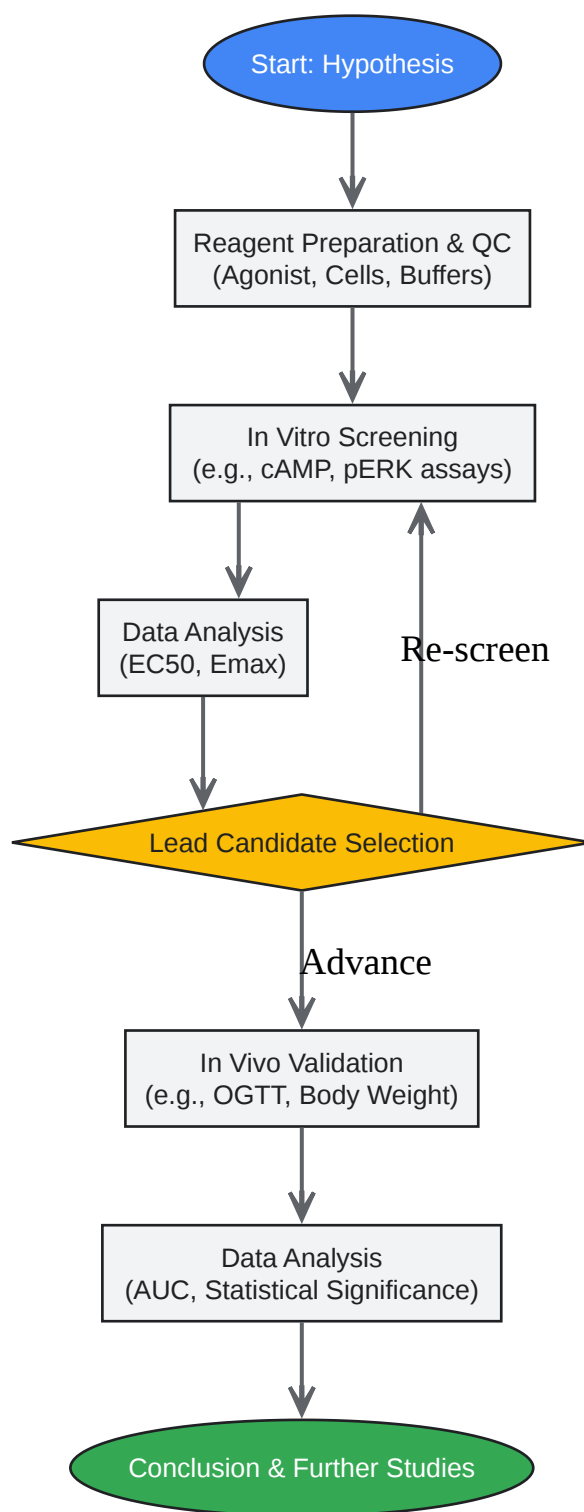 Start: Hypothesis
Reagent Preparation & QC
(Agonist, Cells, Buffers)
In Vitro Screening
(e.g., cAMP, pERK assays)
Data Analysis
(EC50, Emax)
Re-screen
Lead Candidate Selection
Advance
In Vivo Validation
(e.g., OGTT, Body Weight)
Data Analysis
(AUC, Statistical Significance)
Conclusion & Further Studies